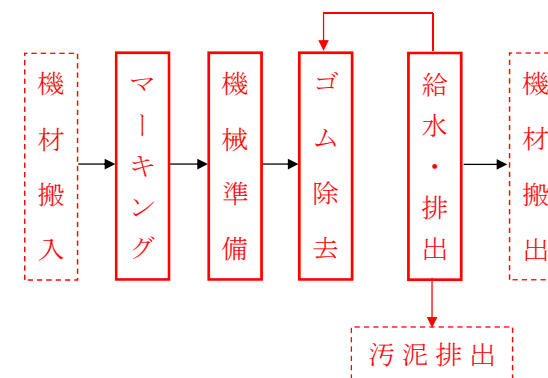 機材搬入
マーキング
機械準備
ゴム除去
給水・排出
機材搬出
汚泥排出